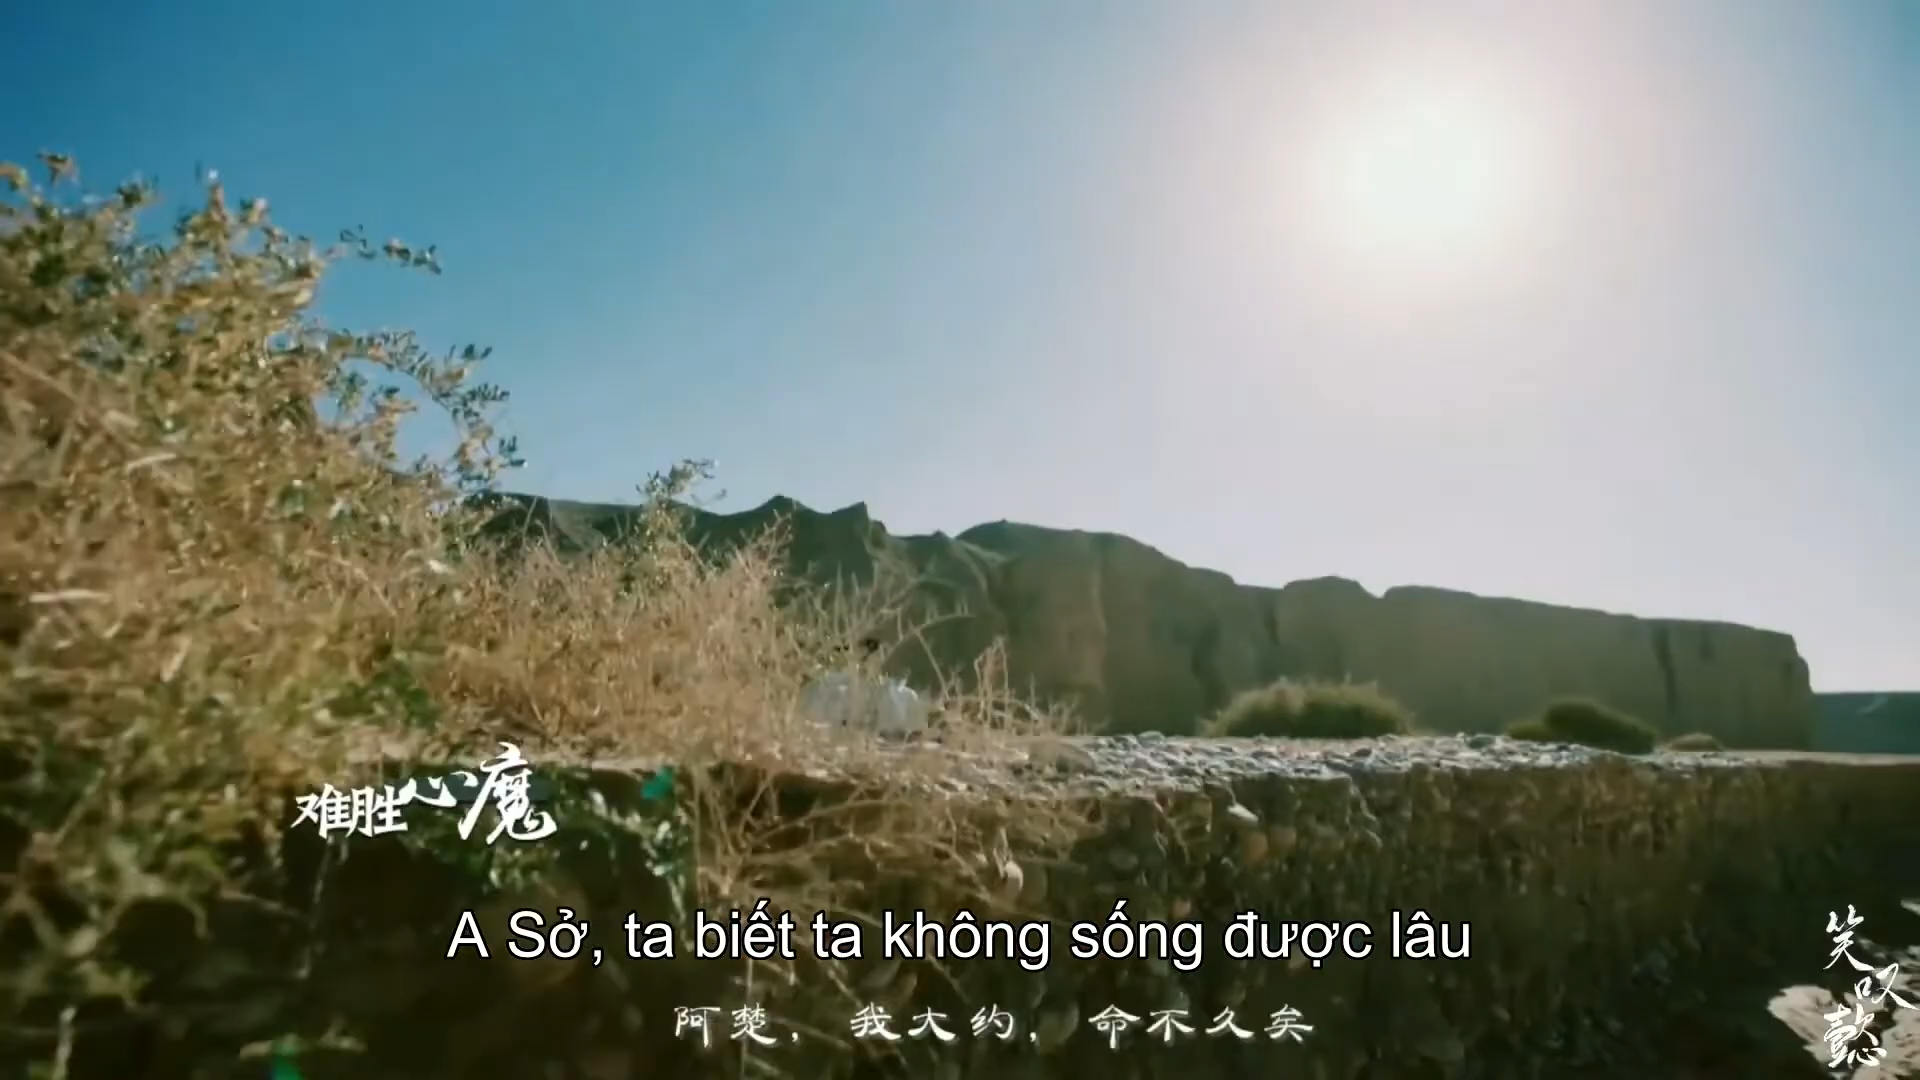 难胜心魔
A Sở, ta biết ta không sống được lâu
阿楚，我大约，命不久矣
笑叹懿